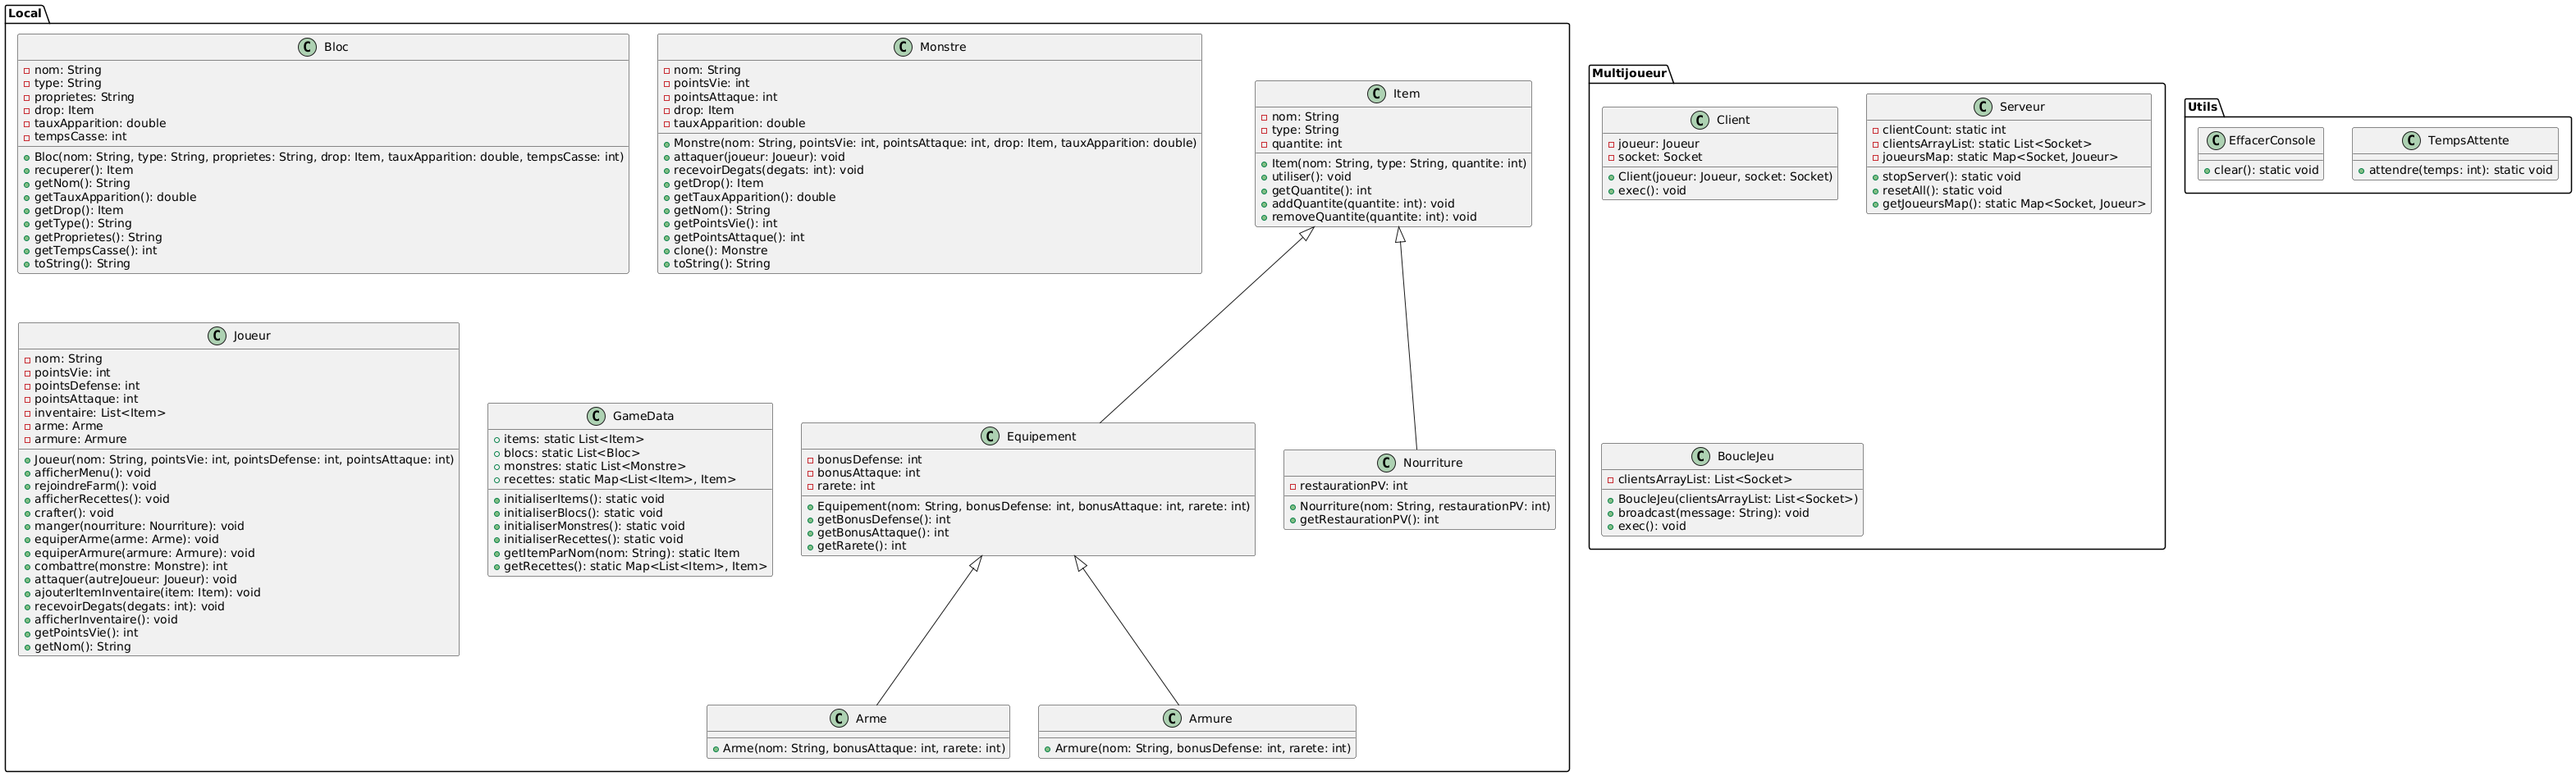 Local
Bloc
nom: String
type: String
proprietes: String
drop: Item
tauxApparition: double
tempsCasse: int
Bloc(nom: String, type: String, proprietes: String, drop: Item, tauxApparition: double, tempsCasse: int)
recuperer(): Item
getNom(): String
getTauxApparition(): double
getDrop(): Item
getType(): String
getProprietes(): String
getTempsCasse(): int
toString(): String
Monstre
nom: String
pointsVie: int
pointsAttaque: int
drop: Item
tauxApparition: double
Monstre(nom: String, pointsVie: int, pointsAttaque: int, drop: Item, tauxApparition: double)
attaquer(joueur: Joueur): void
recevoirDegats(degats: int): void
getDrop(): Item
getTauxApparition(): double
getNom(): String
getPointsVie(): int
getPointsAttaque(): int
clone(): Monstre
toString(): String
Item
nom: String
type: String
quantite: int
Item(nom: String, type: String, quantite: int)
utiliser(): void
getQuantite(): int
addQuantite(quantite: int): void
removeQuantite(quantite: int): void
Joueur
nom: String
pointsVie: int
pointsDefense: int
pointsAttaque: int
inventaire: List<Item>
arme: Arme
armure: Armure
Joueur(nom: String, pointsVie: int, pointsDefense: int, pointsAttaque: int)
afficherMenu(): void
rejoindreFarm(): void
afficherRecettes(): void
crafter(): void
manger(nourriture: Nourriture): void
equiperArme(arme: Arme): void
equiperArmure(armure: Armure): void
combattre(monstre: Monstre): int
attaquer(autreJoueur: Joueur): void
ajouterItemInventaire(item: Item): void
recevoirDegats(degats: int): void
afficherInventaire(): void
getPointsVie(): int
getNom(): String
GameData
items: static List<Item>
blocs: static List<Bloc>
monstres: static List<Monstre>
recettes: static Map<List<Item>, Item>
initialiserItems(): static void
initialiserBlocs(): static void
initialiserMonstres(): static void
initialiserRecettes(): static void
getItemParNom(nom: String): static Item
getRecettes(): static Map<List<Item>, Item>
Equipement
bonusDefense: int
bonusAttaque: int
rarete: int
Equipement(nom: String, bonusDefense: int, bonusAttaque: int, rarete: int)
getBonusDefense(): int
getBonusAttaque(): int
getRarete(): int
Nourriture
restaurationPV: int
Nourriture(nom: String, restaurationPV: int)
getRestaurationPV(): int
Arme
Arme(nom: String, bonusAttaque: int, rarete: int)
Armure
Armure(nom: String, bonusDefense: int, rarete: int)
Multijoueur
Client
joueur: Joueur
socket: Socket
Client(joueur: Joueur, socket: Socket)
exec(): void
Serveur
clientCount: static int
clientsArrayList: static List<Socket>
joueursMap: static Map<Socket, Joueur>
stopServer(): static void
resetAll(): static void
getJoueursMap(): static Map<Socket, Joueur>
BoucleJeu
clientsArrayList: List<Socket>
BoucleJeu(clientsArrayList: List<Socket>)
broadcast(message: String): void
exec(): void
Utils
EffacerConsole
clear(): static void
TempsAttente
attendre(temps: int): static void